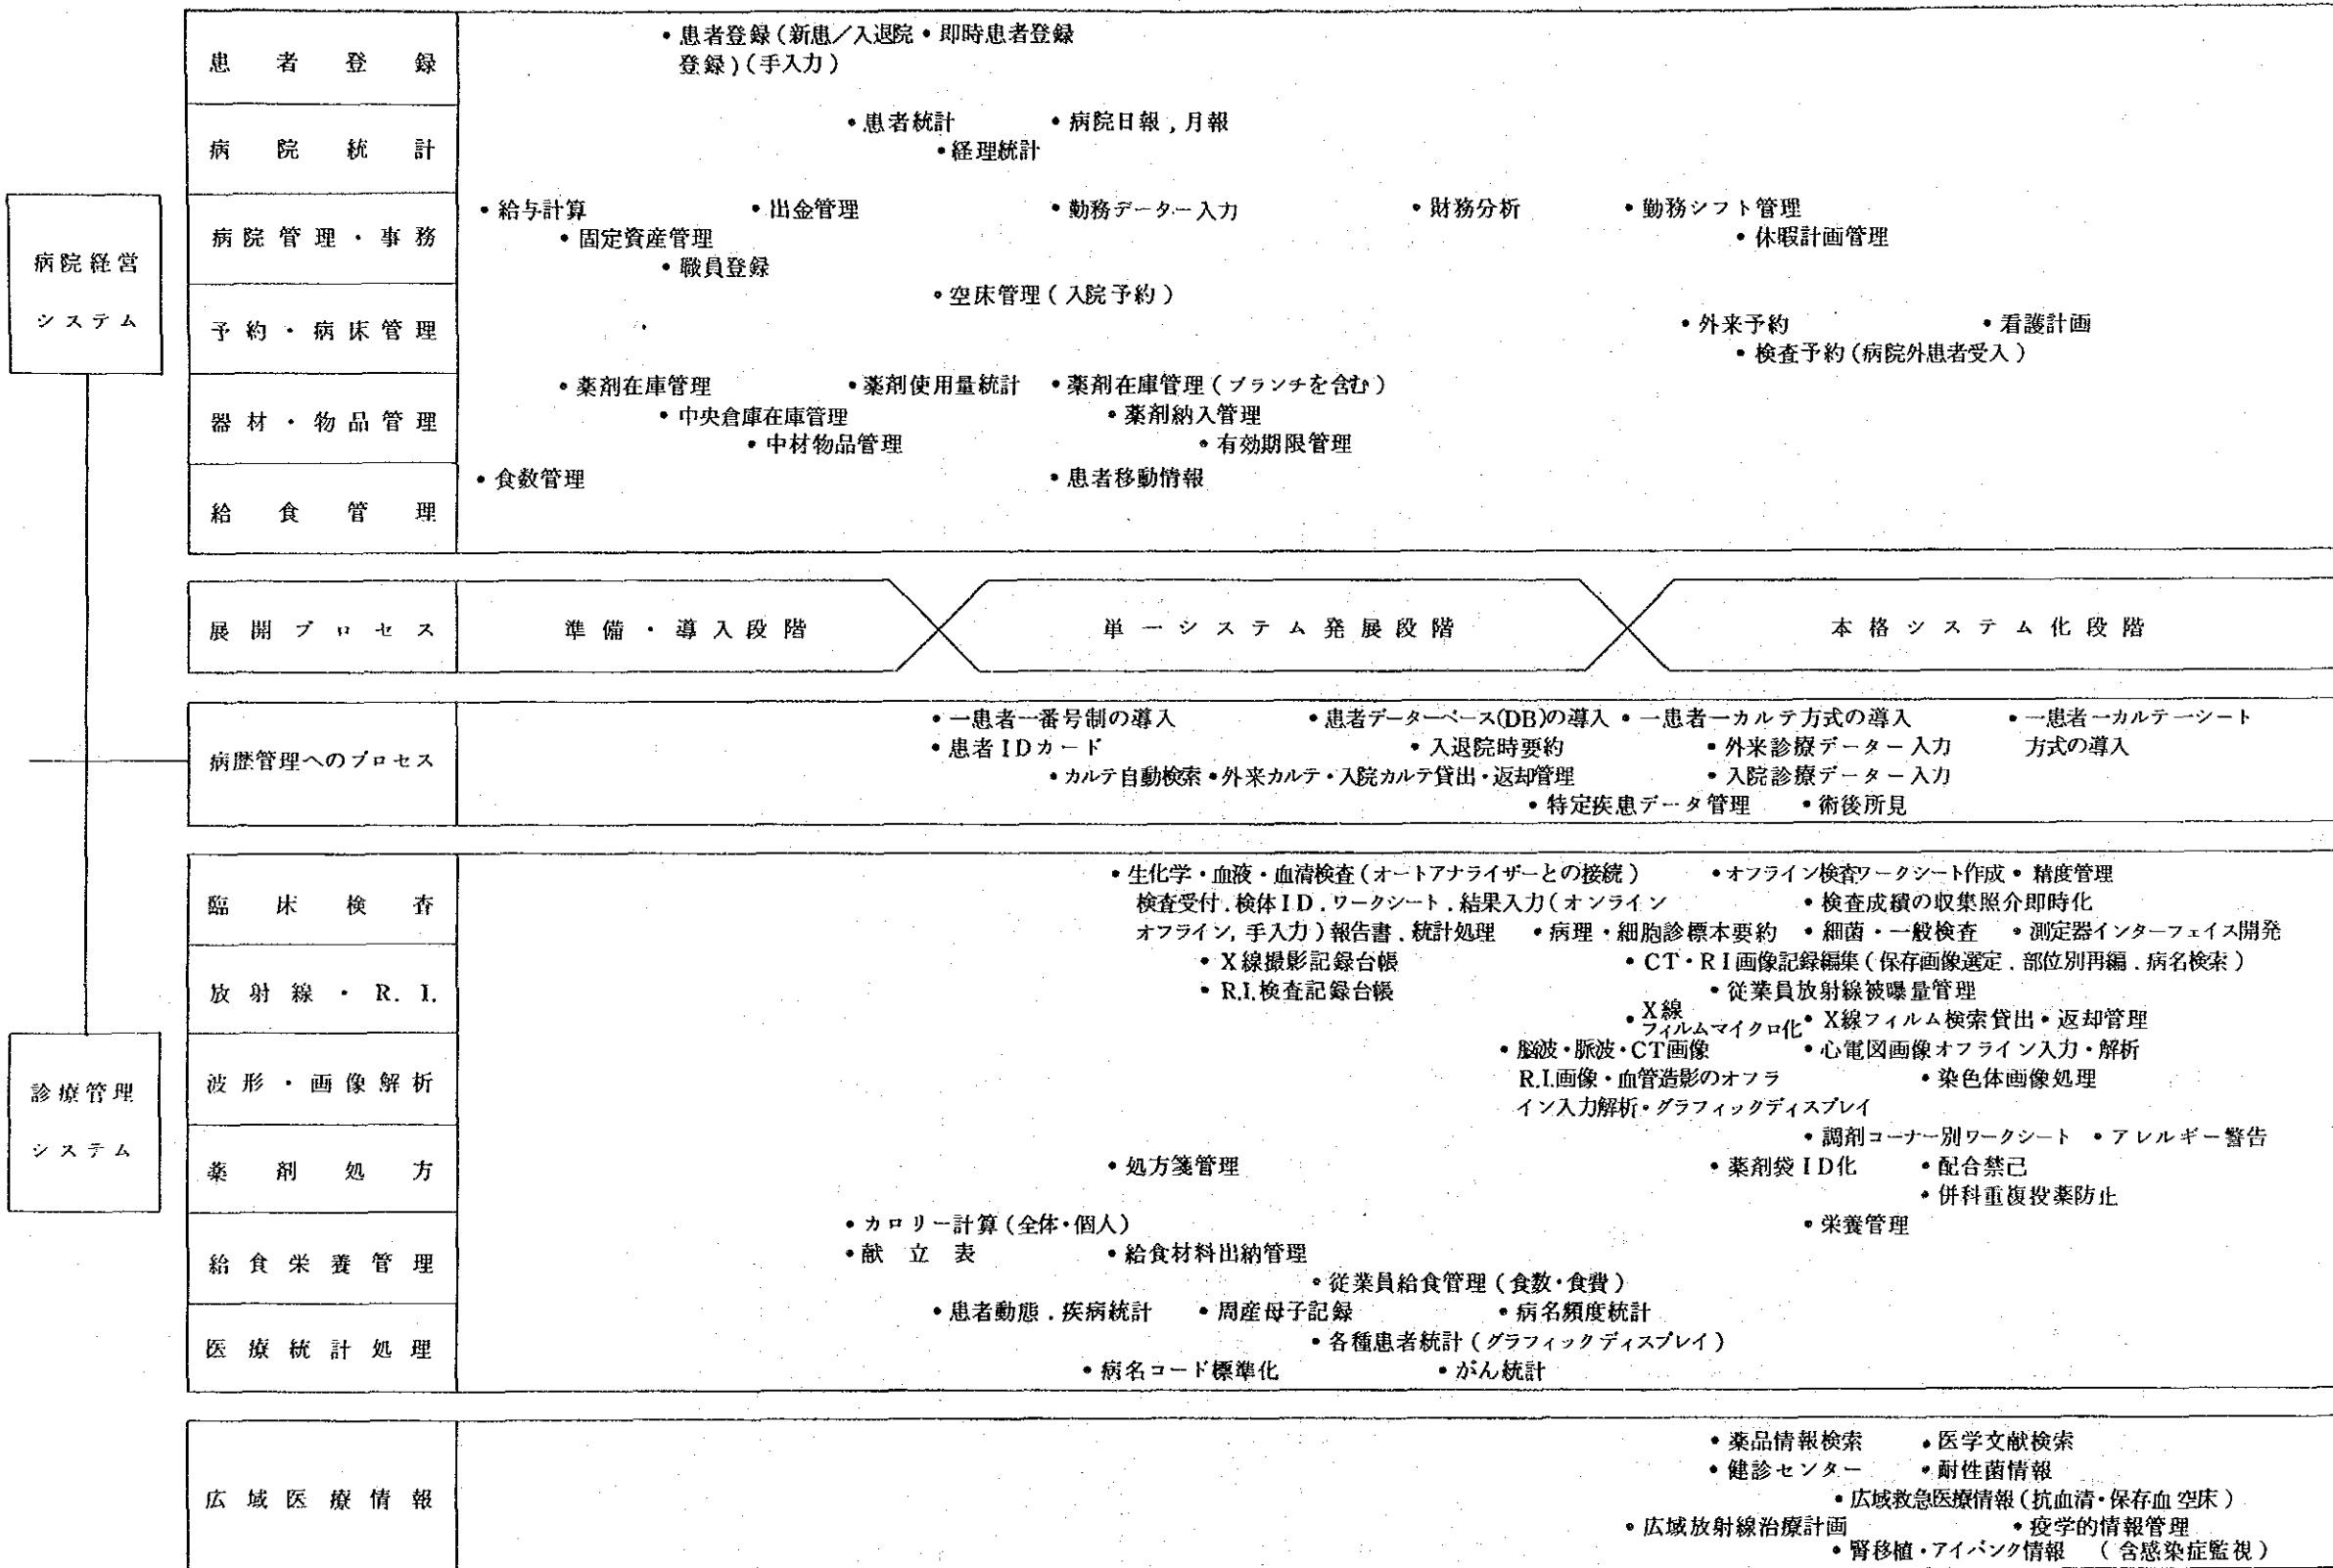 患者登録
・患者登録(新患／入退院 ・即時患者登録
登録)(手入力)
病院統計
・患者統計 ・病院日報，月報
・経理統計
病院経営
システム
病院管理・事務
・給与計算 ・出金管理 ・勤務データー入力 ・財務分析 ・勤務シフト管理
・固定資産管理 ・休暇計画管理
・職員登録
予約・病床管理
・空床管理(入院予約)
・外来予約 ・看護計画
・検査予約(病院外患者受入)
器材・物品管理
・薬剤在庫管理 ・薬剤使用量統計 ・薬剤在庫管理(ブランチを含む)
・中央倉庫在庫管理 ・薬剤納入管理
・中材物品管理 ・有効期限管理
給食管理
・食数管理 ・患者移動情報
展開プロセス
準備・導入段階 単一システム発展段階 本格システム化段階
病歴管理へのプロセス
・一患者一番号制の導入 ・患者データーベース(DB)の導入 ・一患者一カルテ方式の導入 ・一患者一カルテ一シート
・患者IDカード ・入退院時要約 ・外来診療データー入力 方式の導入
・カルテ自動検索 ・外来カルテ・入院カルテ貸出・返却管理 ・入院診療データー入力
・特定疾患データ管理 ・術後所見
診療管理
システム
臨床検査
・生化学・血液・血清検査(オートアナライザーとの接続) ・オフライン検査ワークシート作成 ・精度管理
検査受付．検体ID．ワークシート．結果入力(オンライン ・検査成績の収集照介即時化
オフライン，手入力)報告書．統計処理 ・病理・細胞診標本要約 ・細菌・一般検査 ・測定器インターフェイス開発
放射線・R.I.
・X線撮影記録台帳 ・CT・RI画像記録編集(保存画像選定．部位別再編．病名検索)
・R.I.検査記録台帳 ・従業員放射線被曝量管理
・X線
フィルムマイクロ化 ・X線フィルム検索貸出・返却管理
波形・画像解析
・脳波・脈波・CT画像 ・心電図画像オフライン入力・解析
R.I.画像・血管造影のオフラ ・染色体画像処理
イン入力解析・グラフィックディスプレイ
薬剤処方
・調剤コーナー別ワークシート ・アレルギー警告
・処方箋管理 ・薬剤袋ID化 ・配合禁己
・併科重複投薬防止
給食栄養管理
・カロリー計算(全体・個人) ・栄養管理
・献立表 ・給食材料出納管理
・従業員給食管理(食数・食費)
医療統計処理
・患者動態．疾病統計 ・周産母子記録 ・病名頻度統計
・各種患者統計(グラフィックディスプレイ)
・病名コード標準化 ・がん統計
広域医療情報
・薬品情報検索 ・医学文献検索
・健診センター ・耐性菌情報
・広域救急医療情報(抗血清・保存血空床)
・広域放射線治療計画 ・疫学的情報管理
・腎移植・アイバンク情報 (含感染症監視)